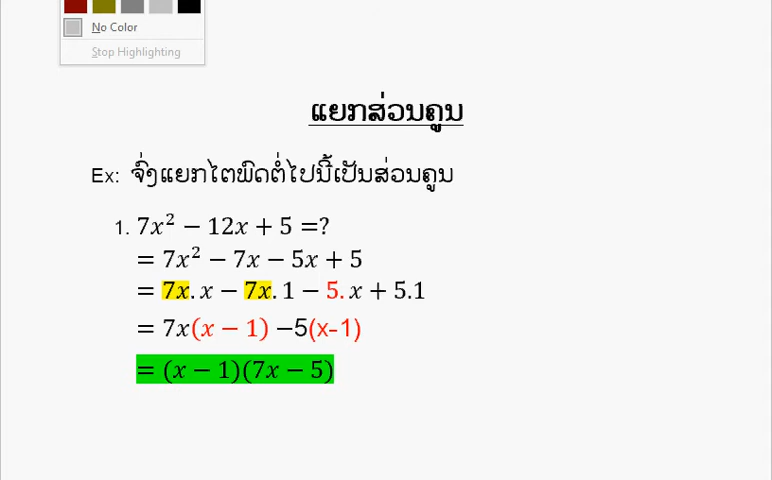 No Color
Stop Highlighting
ແຍກສ່ວນຄູນ
Ex: ຈົ່ງແຍກໄຕພົດຕໍ່ໄປນີ້ເປັນສ່ວນຄູນ
1. 7x² − 12x + 5 =?
= 7x² − 7x − 5x + 5
= 7x. x − 7x. 1 − 5. x + 5.1
= 7x(x − 1) −5(x-1)
= (x − 1)(7x − 5)